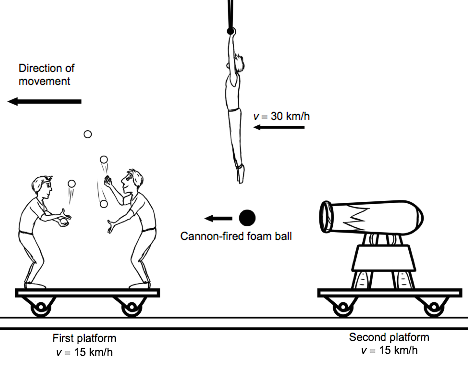 Direction of
movement
v = 30 km/h
Cannon-fired foam ball
First platform
v = 15 km/h
Second platform
v = 15 km/h